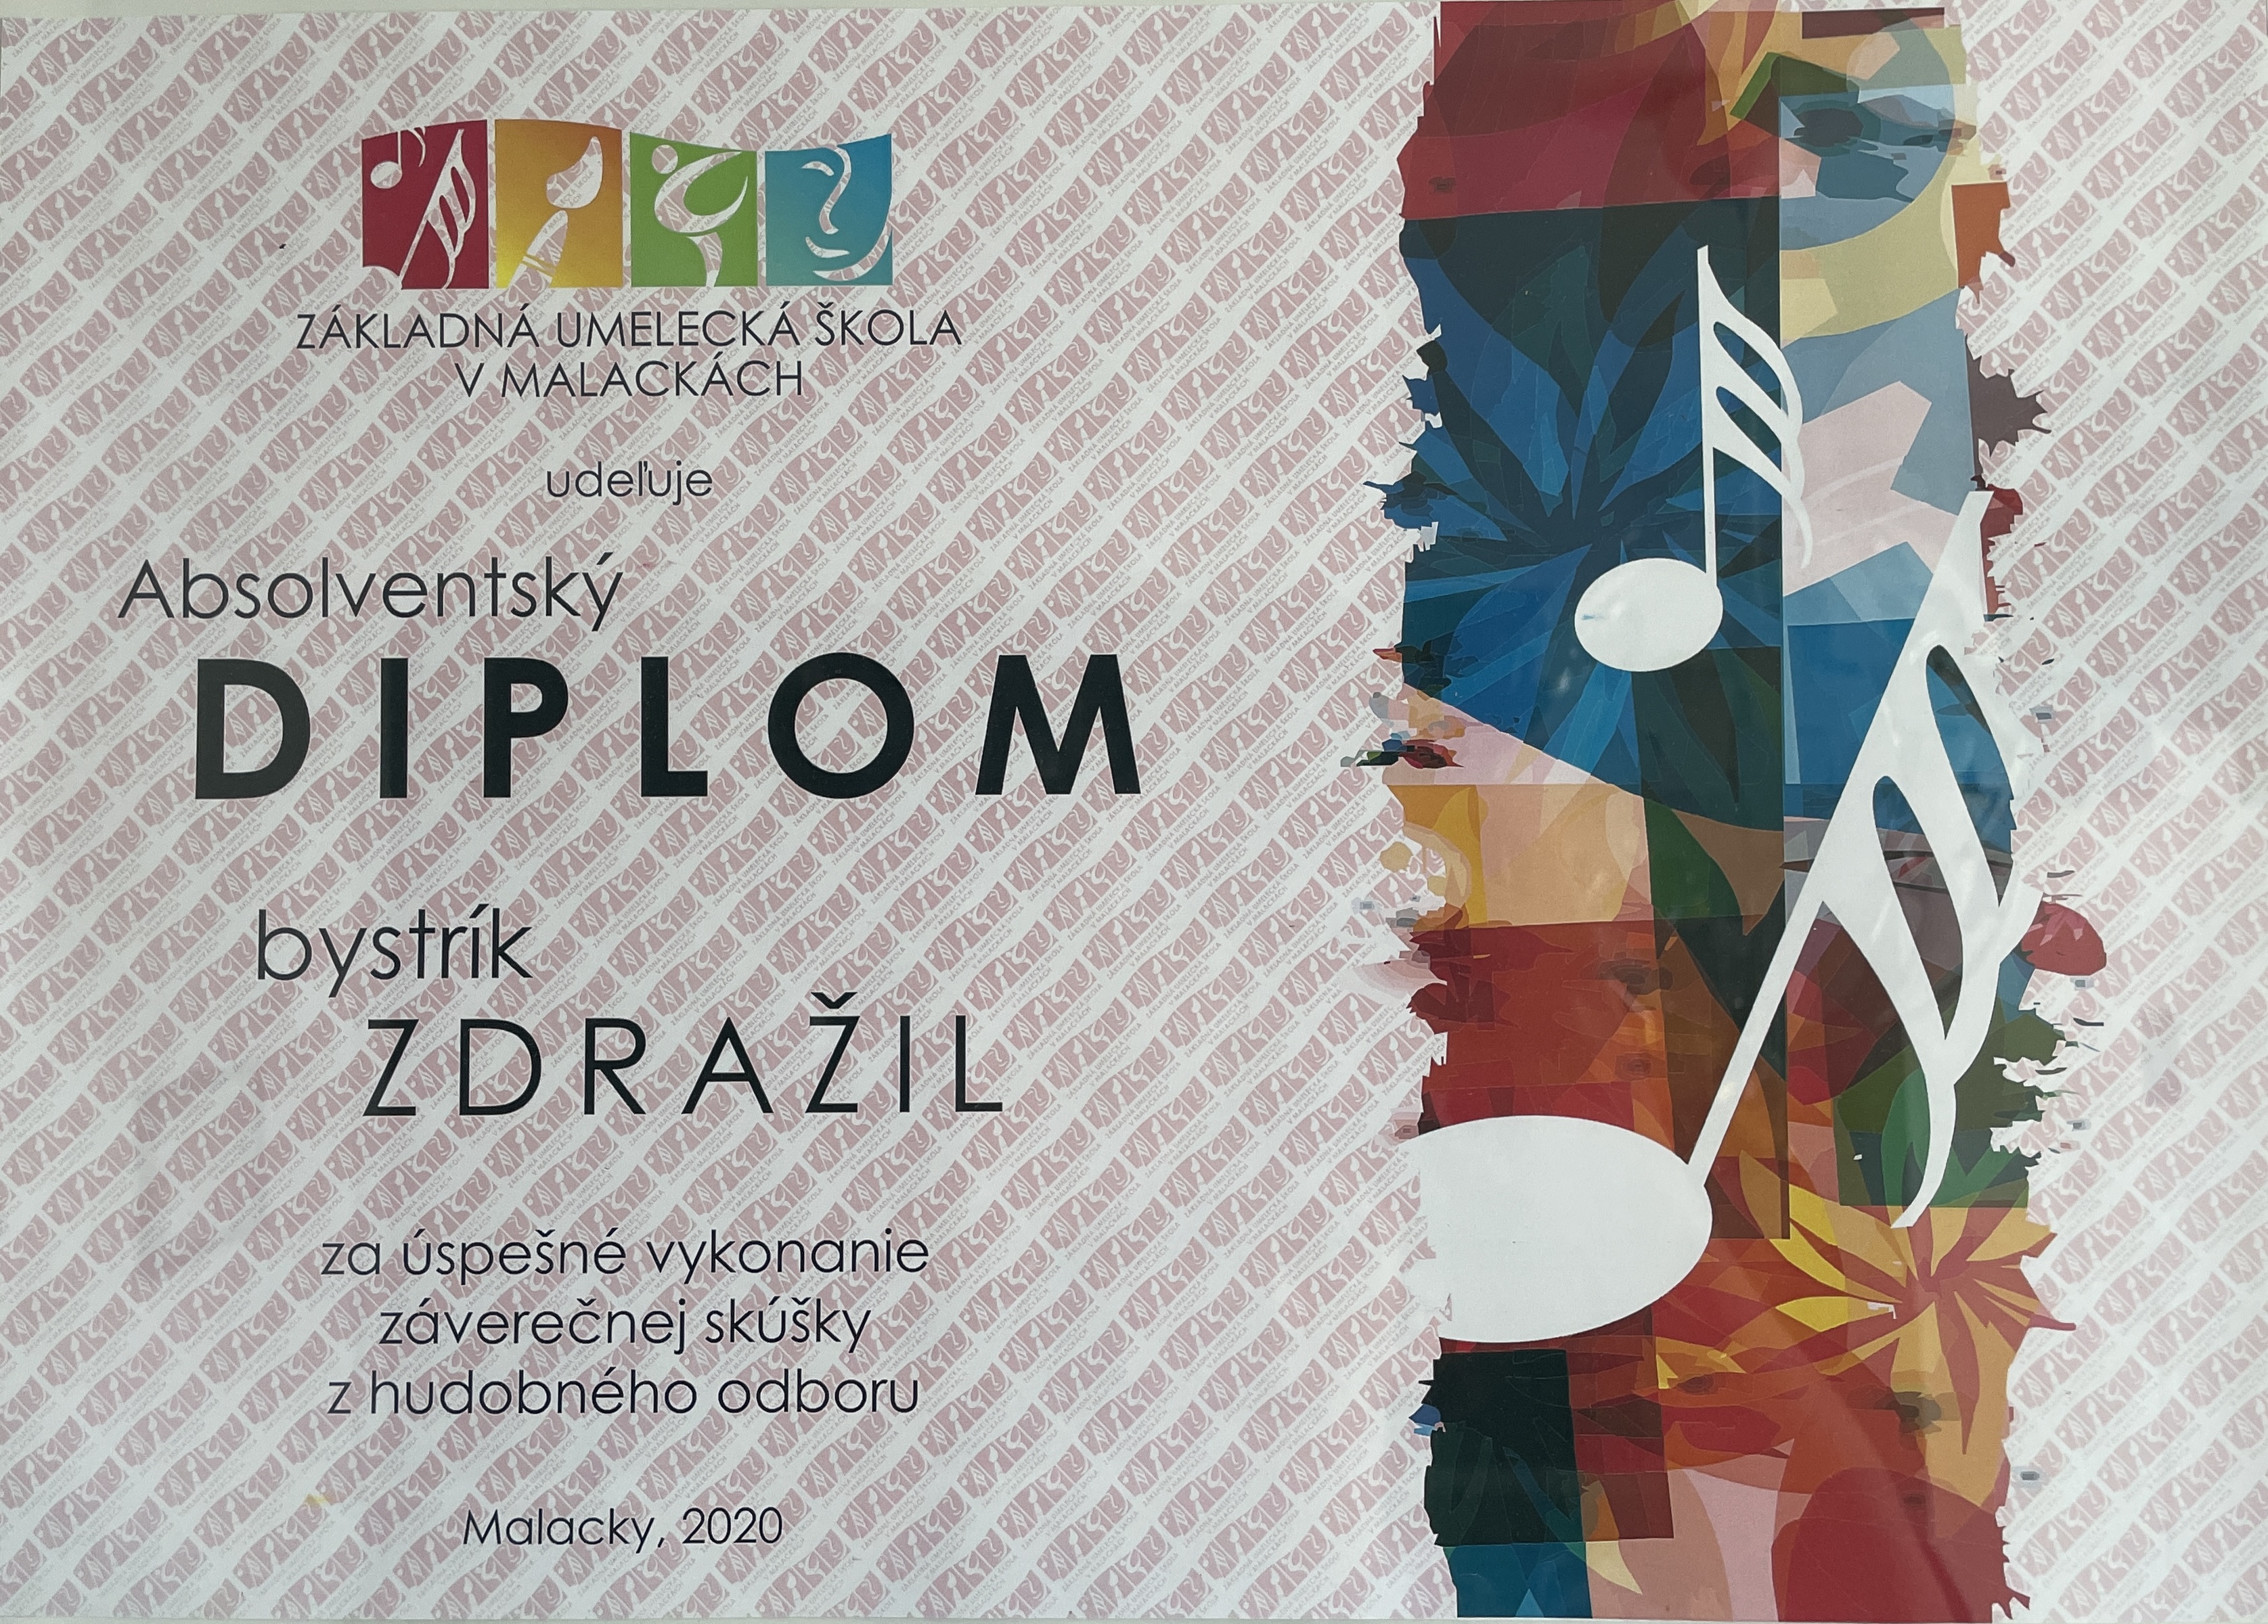 ZÁKLADNÁ UMELECKÁ ŠKOLA
V MALACKÁCH
udeľuje
Absolventský
DIPLOM
bystrík
ZDRAŽIL
za úspešné vykonanie
záverečnej skúšky
z hudobného odboru
Malacky, 2020